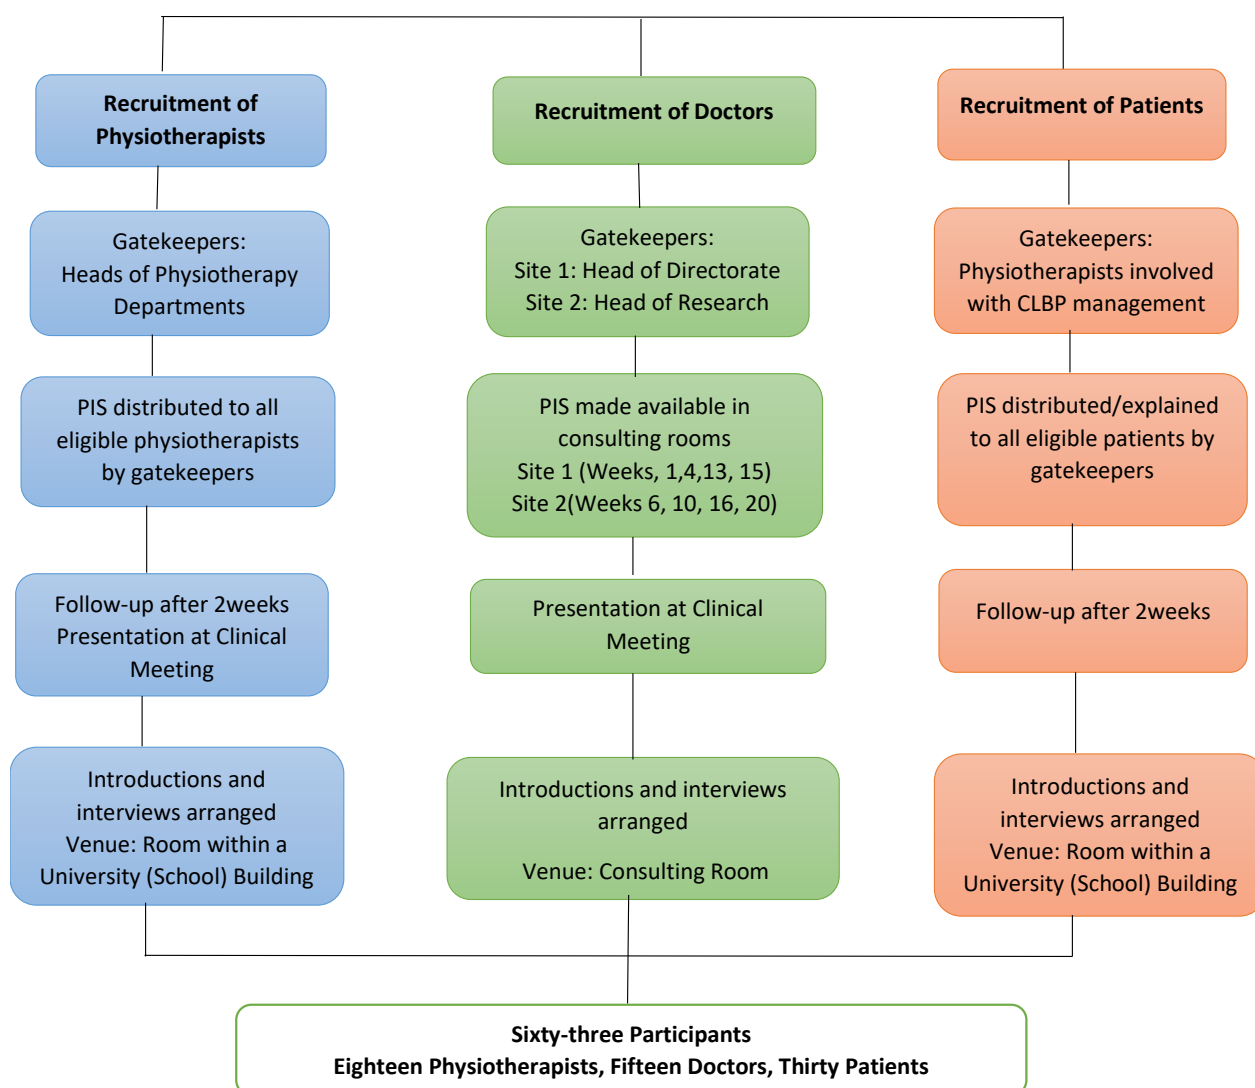 Recruitment of
Physiotherapists
Gatekeepers:
Heads of Physiotherapy
Departments
PIS distributed to all
eligible physiotherapists
by gatekeepers
Follow-up after 2weeks
Presentation at Clinical
Meeting
Introductions and
interviews arranged
Venue: Room within a
University (School) Building
Recruitment of Doctors
Gatekeepers:
Site 1: Head of Directorate
Site 2: Head of Research
PIS made available in
consulting rooms
Site 1 (Weeks, 1,4,13, 15)
Site 2(Weeks 6, 10, 16, 20)
Presentation at Clinical
Meeting
Introductions and interviews
arranged
Venue: Consulting Room
Recruitment of Patients
Gatekeepers:
Physiotherapists involved
with CLBP management
PIS distributed/explained
to all eligible patients by
gatekeepers
Follow-up after 2weeks
Introductions and
interviews arranged
Venue: Room within a
University (School) Building
Sixty-three Participants
Eighteen Physiotherapists, Fifteen Doctors, Thirty Patients